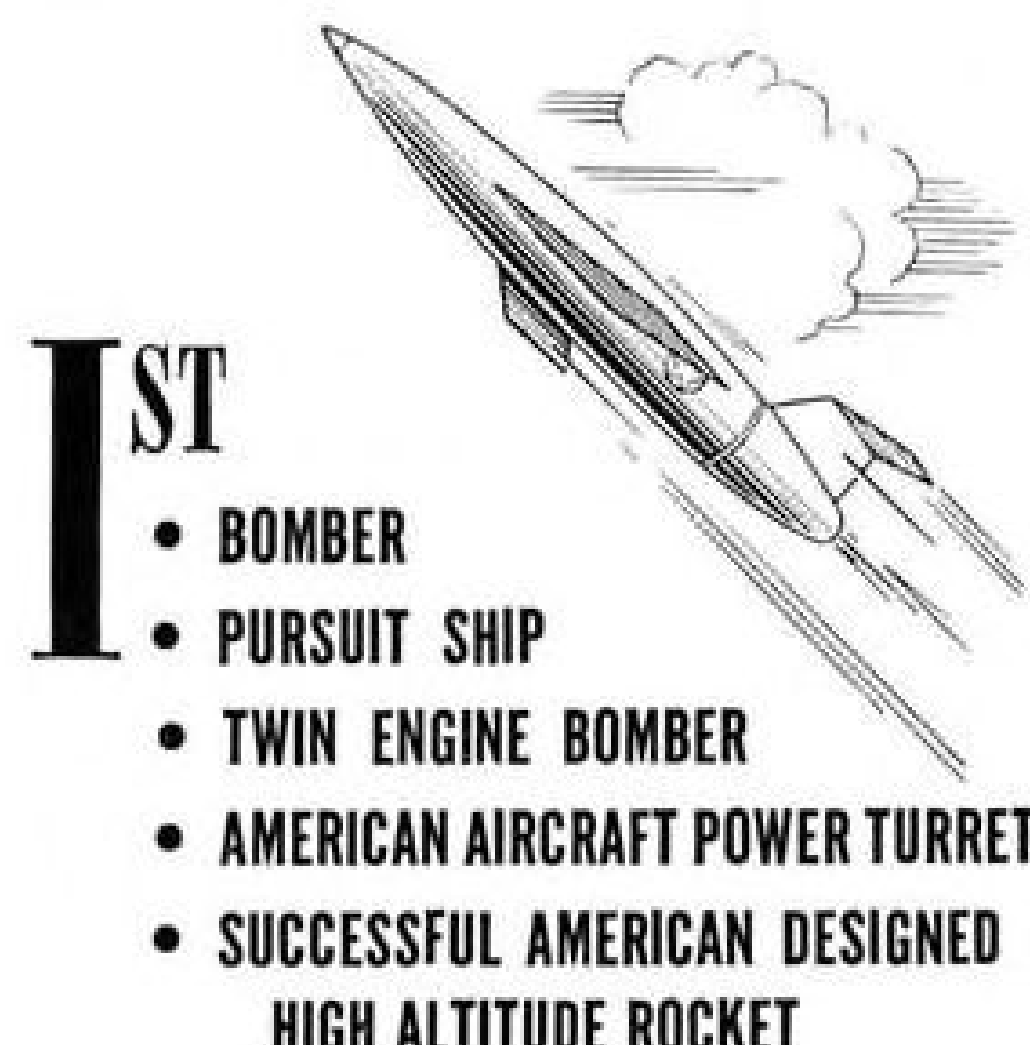 1ST
• BOMBER
• PURSUIT SHIP
• TWIN ENGINE BOMBER
• AMERICAN AIRCRAFT POWER TURRET
• SUCCESSFUL AMERICAN DESIGNED
HIGH ALTITUDE ROCKET